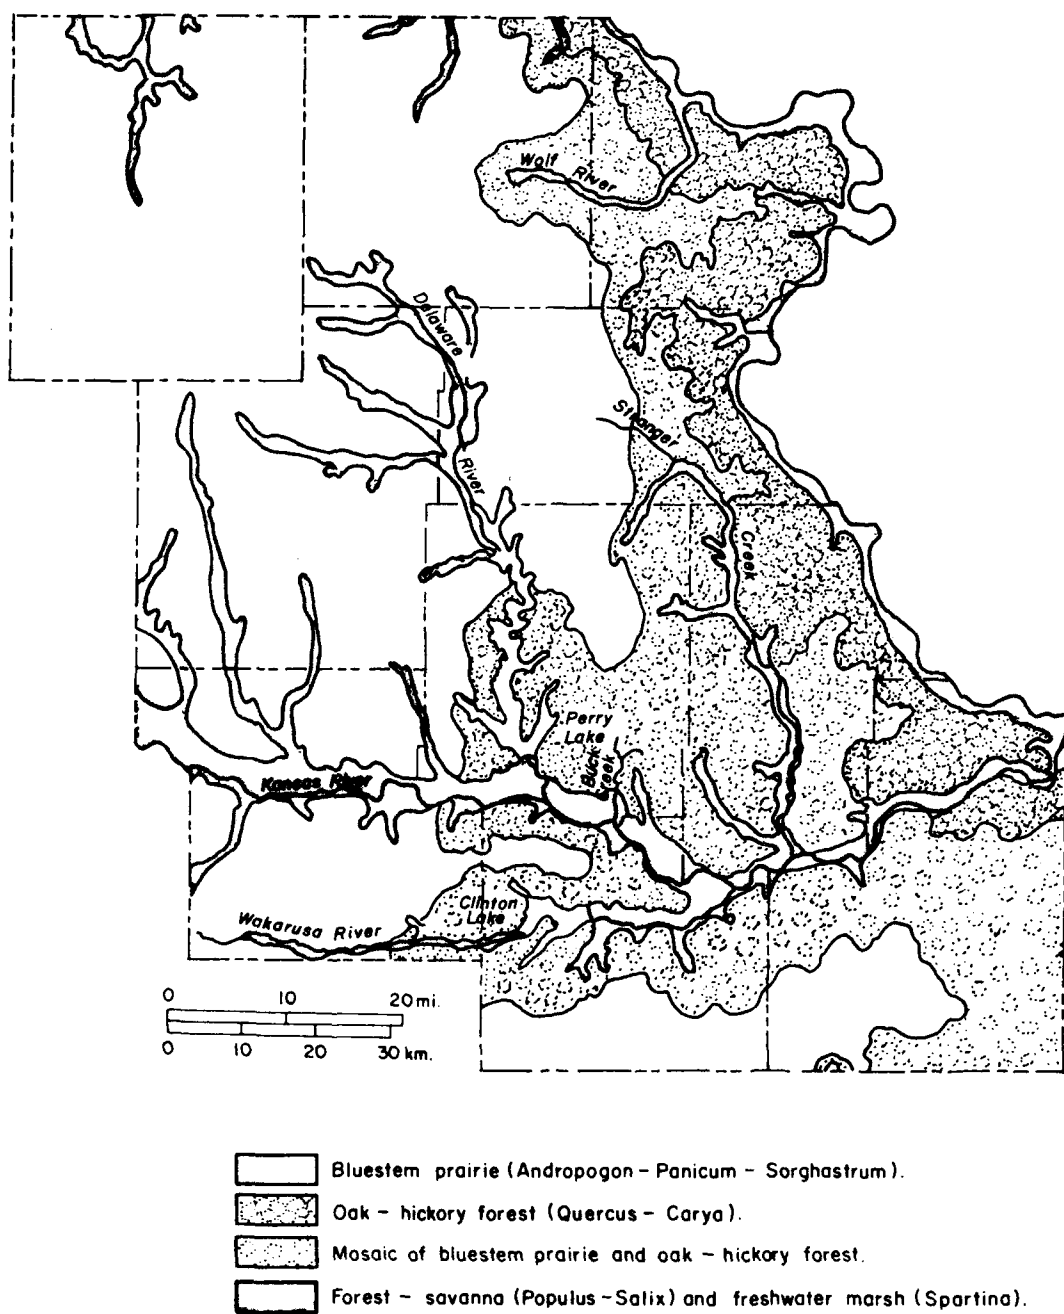 Wolf
River
Delaware
River
Stranger
Creek
Perry
Lake
Buck
Creek
Kansas River
Clinton
Lake
Wakarusa River
0 10 20 mi.
0 10 20 30 km.
Bluestem prairie (Andropogon - Panicum - Sorghastrum).
Oak - hickory forest (Quercus - Carya).
Mosaic of bluestem prairie and oak - hickory forest.
Forest - savanna (Populus - Salix) and freshwater marsh (Spartina).